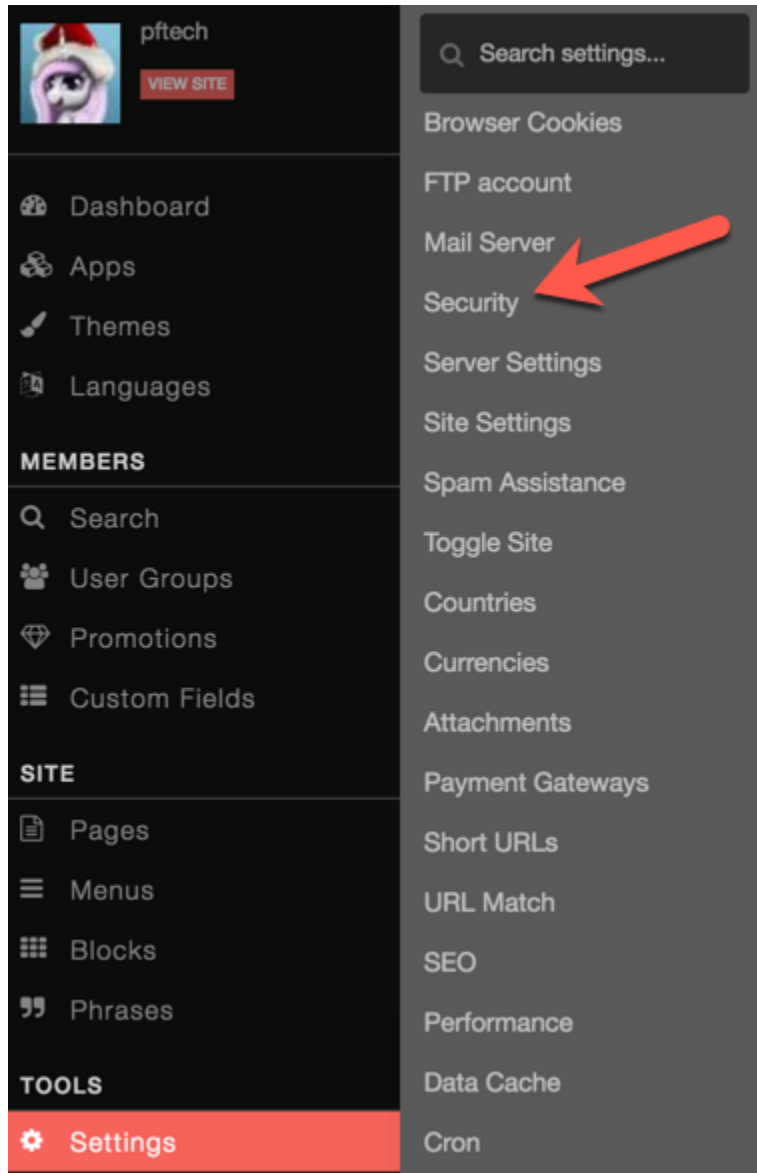 pftech
VIEW SITE
Dashboard
Apps
Themes
Languages
MEMBERS
Search
User Groups
Promotions
Custom Fields
SITE
Pages
Menus
Blocks
Phrases
TOOLS
Settings
Search settings...
Browser Cookies
FTP account
Mail Server
Security
Server Settings
Site Settings
Spam Assistance
Toggle Site
Countries
Currencies
Attachments
Payment Gateways
Short URLs
URL Match
SEO
Performance
Data Cache
Cron